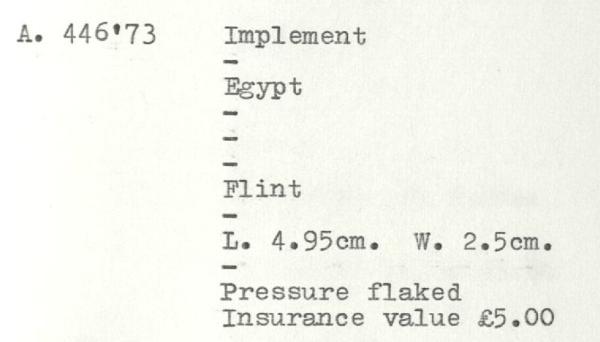 A. 446'73 Implement
-
Egypt
-
-
-
Flint
-
L. 4.95cm. W. 2.5cm.
-
Pressure flaked
Insurance value £5.00